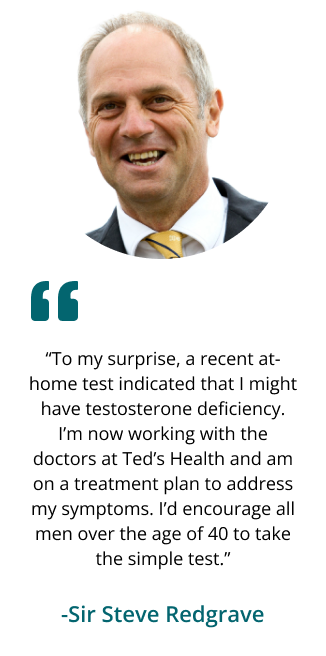 “To my surprise, a recent at-
home test indicated that I might
have testosterone deficiency.
I’m now working with the
doctors at Ted’s Health and am
on a treatment plan to address
my symptoms. I’d encourage all
men over the age of 40 to take
the simple test.”
-Sir Steve Redgrave